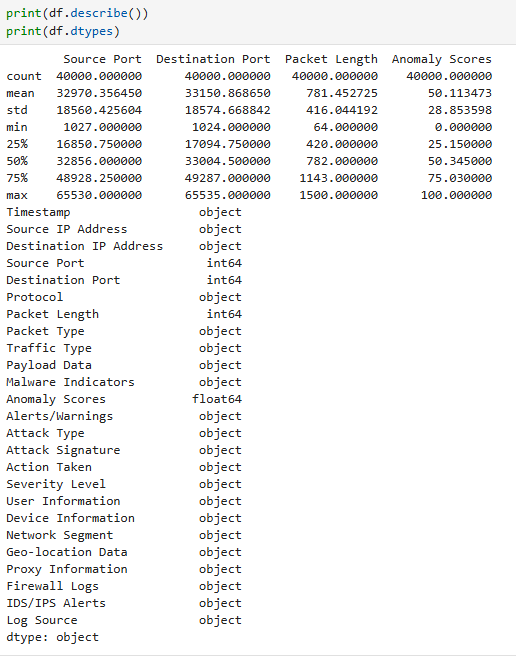 print(df.describe())
print(df.dtypes)
Source Port Destination Port Packet Length Anomaly Scores
count 40000.000000 40000.000000 40000.000000 40000.000000
mean 32970.356450 33150.868650 781.452725 50.113473
std 18560.425604 18574.668842 416.044192 28.853598
min 1027.000000 1024.000000 64.000000 0.000000
25% 16850.750000 17094.750000 420.000000 25.150000
50% 32856.000000 33004.500000 782.000000 50.345000
75% 48928.250000 49287.000000 1143.000000 75.030000
max 65530.000000 65535.000000 1500.000000 100.000000
Timestamp object
Source IP Address object
Destination IP Address object
Source Port int64
Destination Port int64
Protocol object
Packet Length int64
Packet Type object
Traffic Type object
Payload Data object
Malware Indicators object
Anomaly Scores float64
Alerts/Warnings object
Attack Type object
Attack Signature object
Action Taken object
Severity Level object
User Information object
Device Information object
Network Segment object
Geo-location Data object
Proxy Information object
Firewall Logs object
IDS/IPS Alerts object
Log Source object
dtype: object